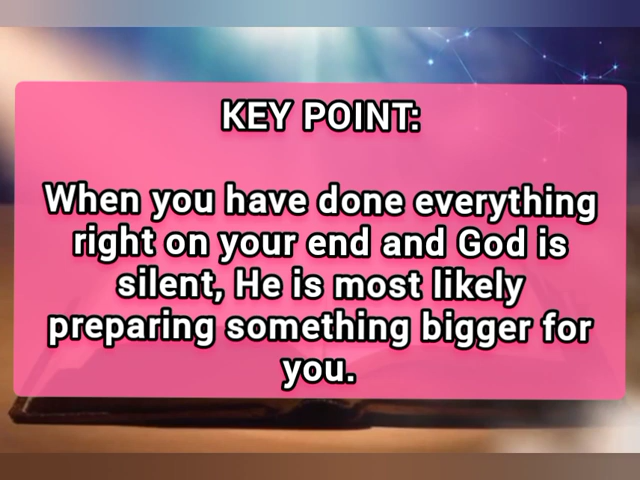 KEY POINT:
When you have done everything
right on your end and God is
silent, He is most likely
preparing something bigger for
you.